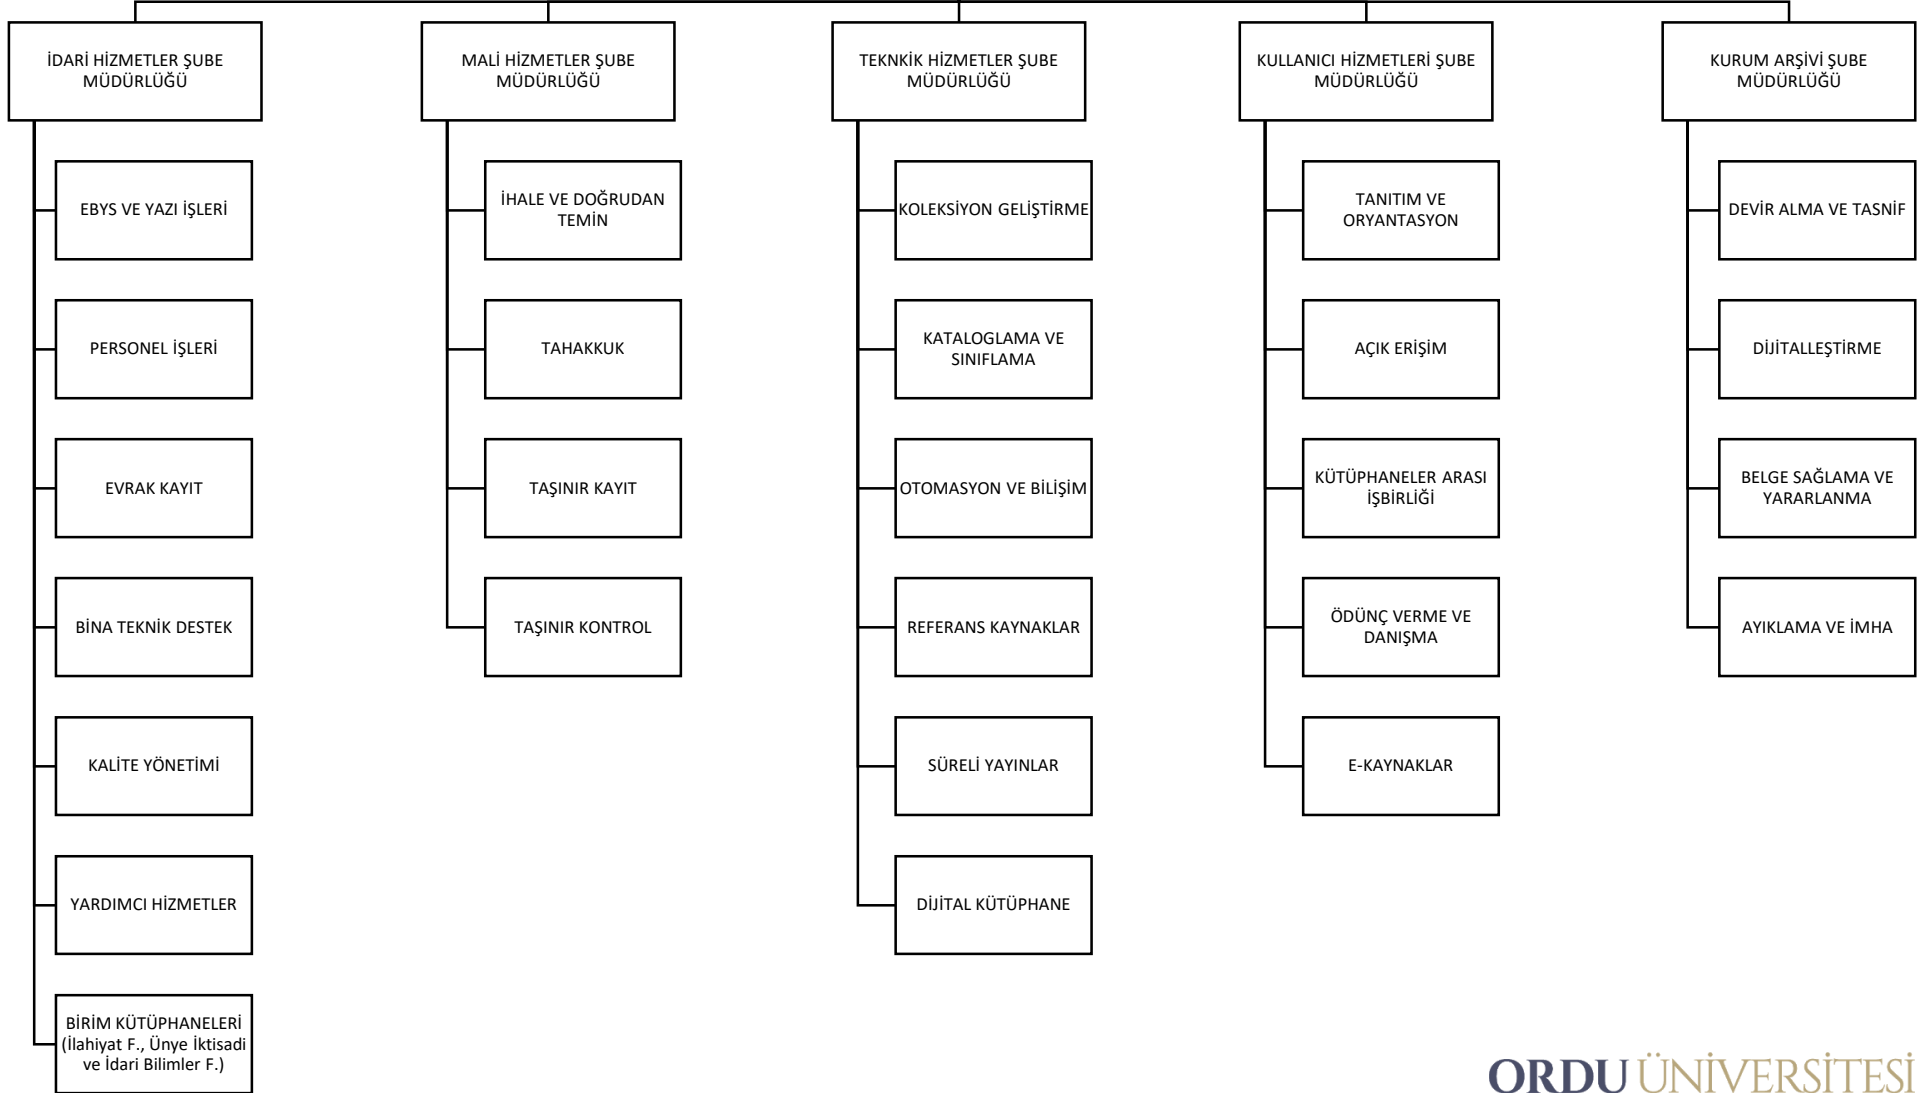 İDARİ HİZMETLER ŞUBE
MÜDÜRLÜĞÜ
EBYS VE YAZI İŞLERİ
PERSONEL İŞLERİ
EVRAK KAYIT
BİNA TEKNİK DESTEK
KALİTE YÖNETİMİ
YARDIMCI HİZMETLER
BİRİM KÜTÜPHANELERİ
(İlahiyat F., Ünye İktisadi
ve İdari Bilimler F.)
MALİ HİZMETLER ŞUBE
MÜDÜRLÜĞÜ
İHALE VE DOĞRUDAN
TEMİN
TAHAKKUK
TAŞINIR KAYIT
TAŞINIR KONTROL
TEKNKİK HİZMETLER ŞUBE
MÜDÜRLÜĞÜ
KOLEKSİYON GELİŞTİRME
KATALOGLAMA VE
SINIFLAMA
OTOMASYON VE BİLİŞİM
REFERANS KAYNAKLAR
SÜRELİ YAYINLAR
DİJİTAL KÜTÜPHANE
KULLANICI HİZMETLERİ ŞUBE
MÜDÜRLÜĞÜ
TANITIM VE
ORYANTASYON
AÇIK ERİŞİM
KÜTÜPHANELER ARASI
İŞBİRLİĞİ
ÖDÜNÇ VERME VE
DANIŞMA
E-KAYNAKLAR
KURUM ARŞİVİ ŞUBE
MÜDÜRLÜĞÜ
DEVİR ALMA VE TASNİF
DİJİTALLEŞTİRME
BELGE SAĞLAMA VE
YARARLANMA
AYIKLAMA VE İMHA
ORDU ÜNİVERSİTESİ